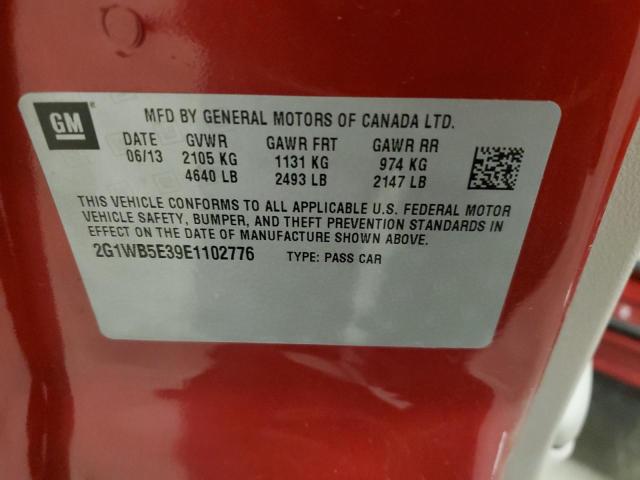 GM
MFD BY GENERAL MOTORS OF CANADA LTD.
DATE GVWR GAWR FRT GAWR RR
06/13 2105 KG 1131 KG 974 KG
4640 LB 2493 LB 2147 LB
THIS VEHICLE CONFORMS TO ALL APPLICABLE U.S. FEDERAL MOTOR
VEHICLE SAFETY, BUMPER, AND THEFT PREVENTION STANDARDS IN
EFFECT ON THE DATE OF MANUFACTURE SHOWN ABOVE.
2G1WB5E39E1102776 TYPE: PASS CAR